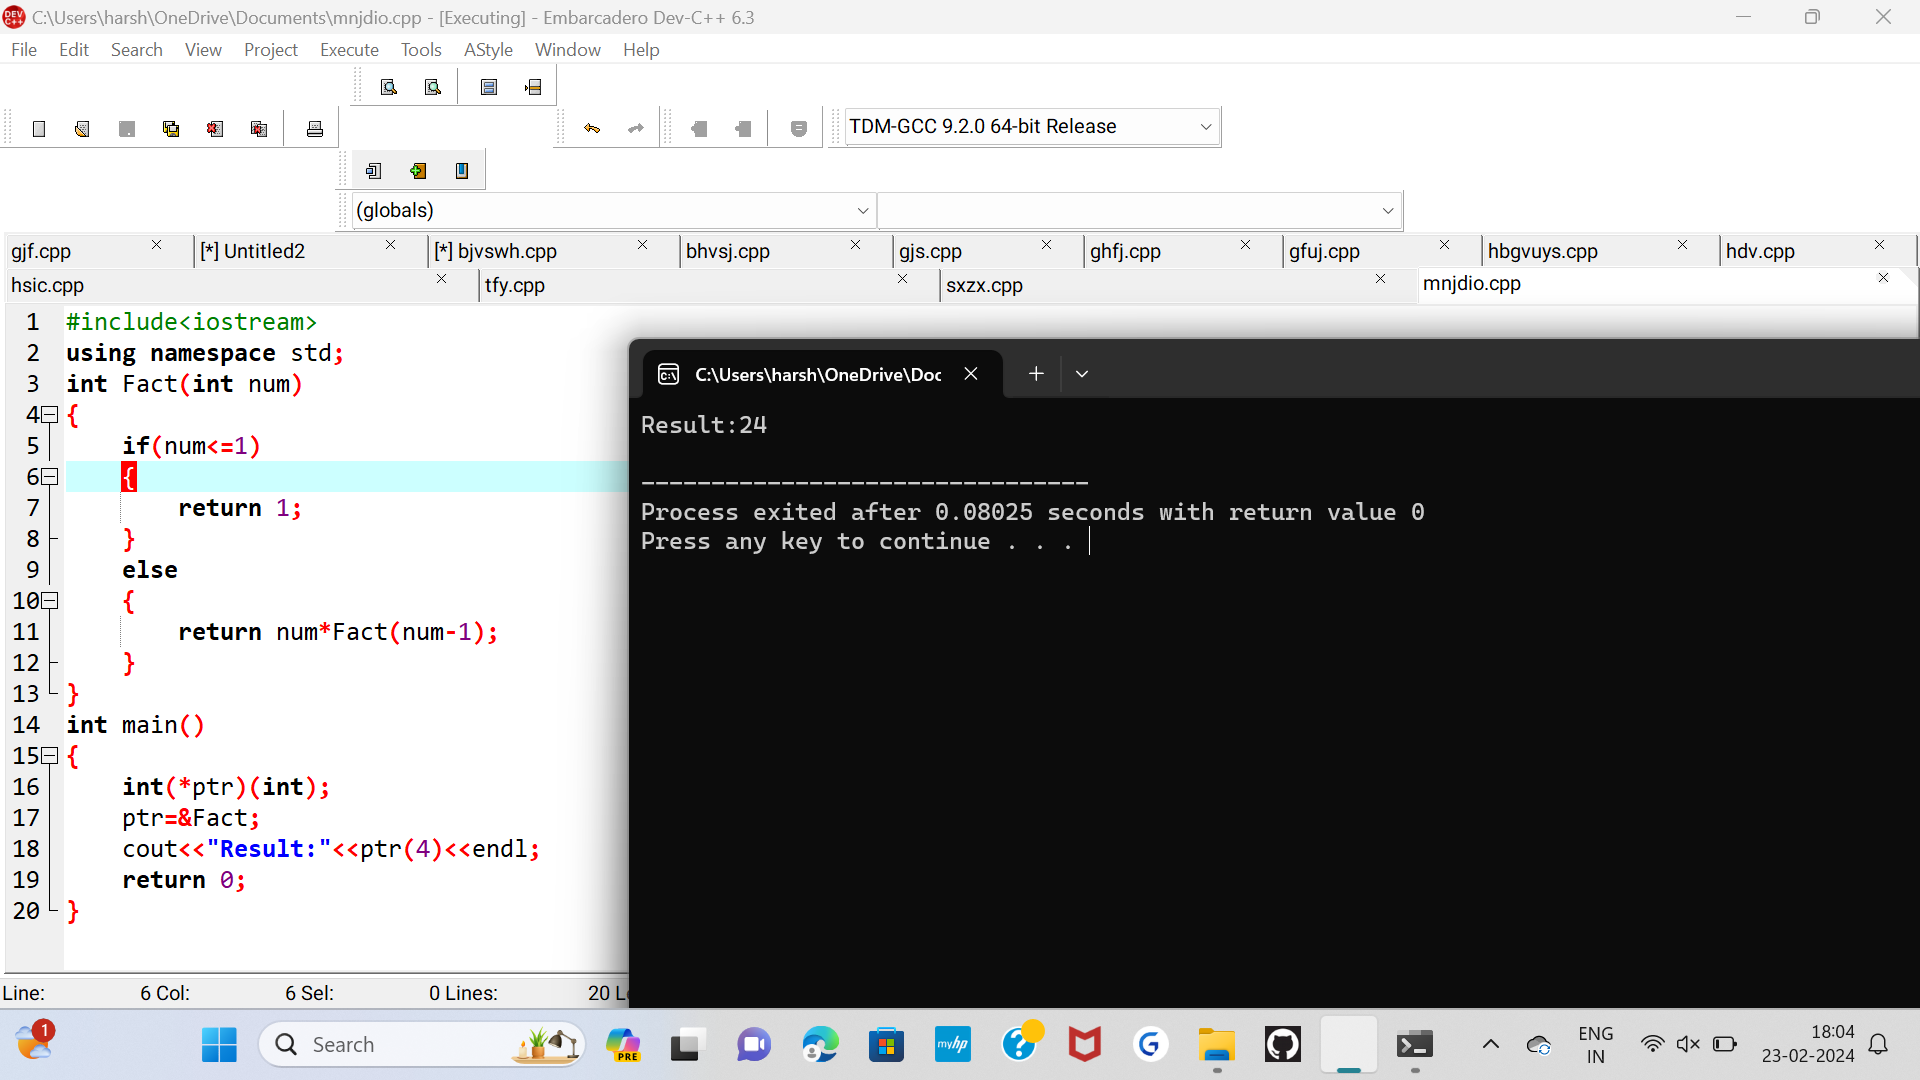 C:\Users\harsh\OneDrive\Documents\mnjdio.cpp - [Executing] - Embarcadero Dev-C++ 6.3
File Edit Search View Project Execute Tools AStyle Window Help
TDM-GCC 9.2.0 64-bit Release
(globals)
gjf.cpp [*] Untitled2 [*] bjvswh.cpp bhvsj.cpp gjs.cpp ghfj.cpp gfuj.cpp hbgvuys.cpp hdv.cpp
hsic.cpp tfy.cpp sxzx.cpp mnjdio.cpp
1 #include<iostream>
2 using namespace std;
3 int Fact(int num)
4 {
5 if(num<=1)
6 {
7 return 1;
8 }
9 else
10 {
11 return num*Fact(num-1);
12 }
13 }
14 int main()
15 {
16 int(*ptr)(int);
17 ptr=&Fact;
18 cout<<"Result:"<<ptr(4)<<endl;
19 return 0;
20 }
C:\Users\harsh\OneDrive\Doc
Result:24
--------------------------------
Process exited after 0.08025 seconds with return value 0
Press any key to continue . . .
Line: 6 Col: 6 Sel: 0 Lines: 20
1
Search
PRE
myhp
ENG
IN
18:04
23-02-2024